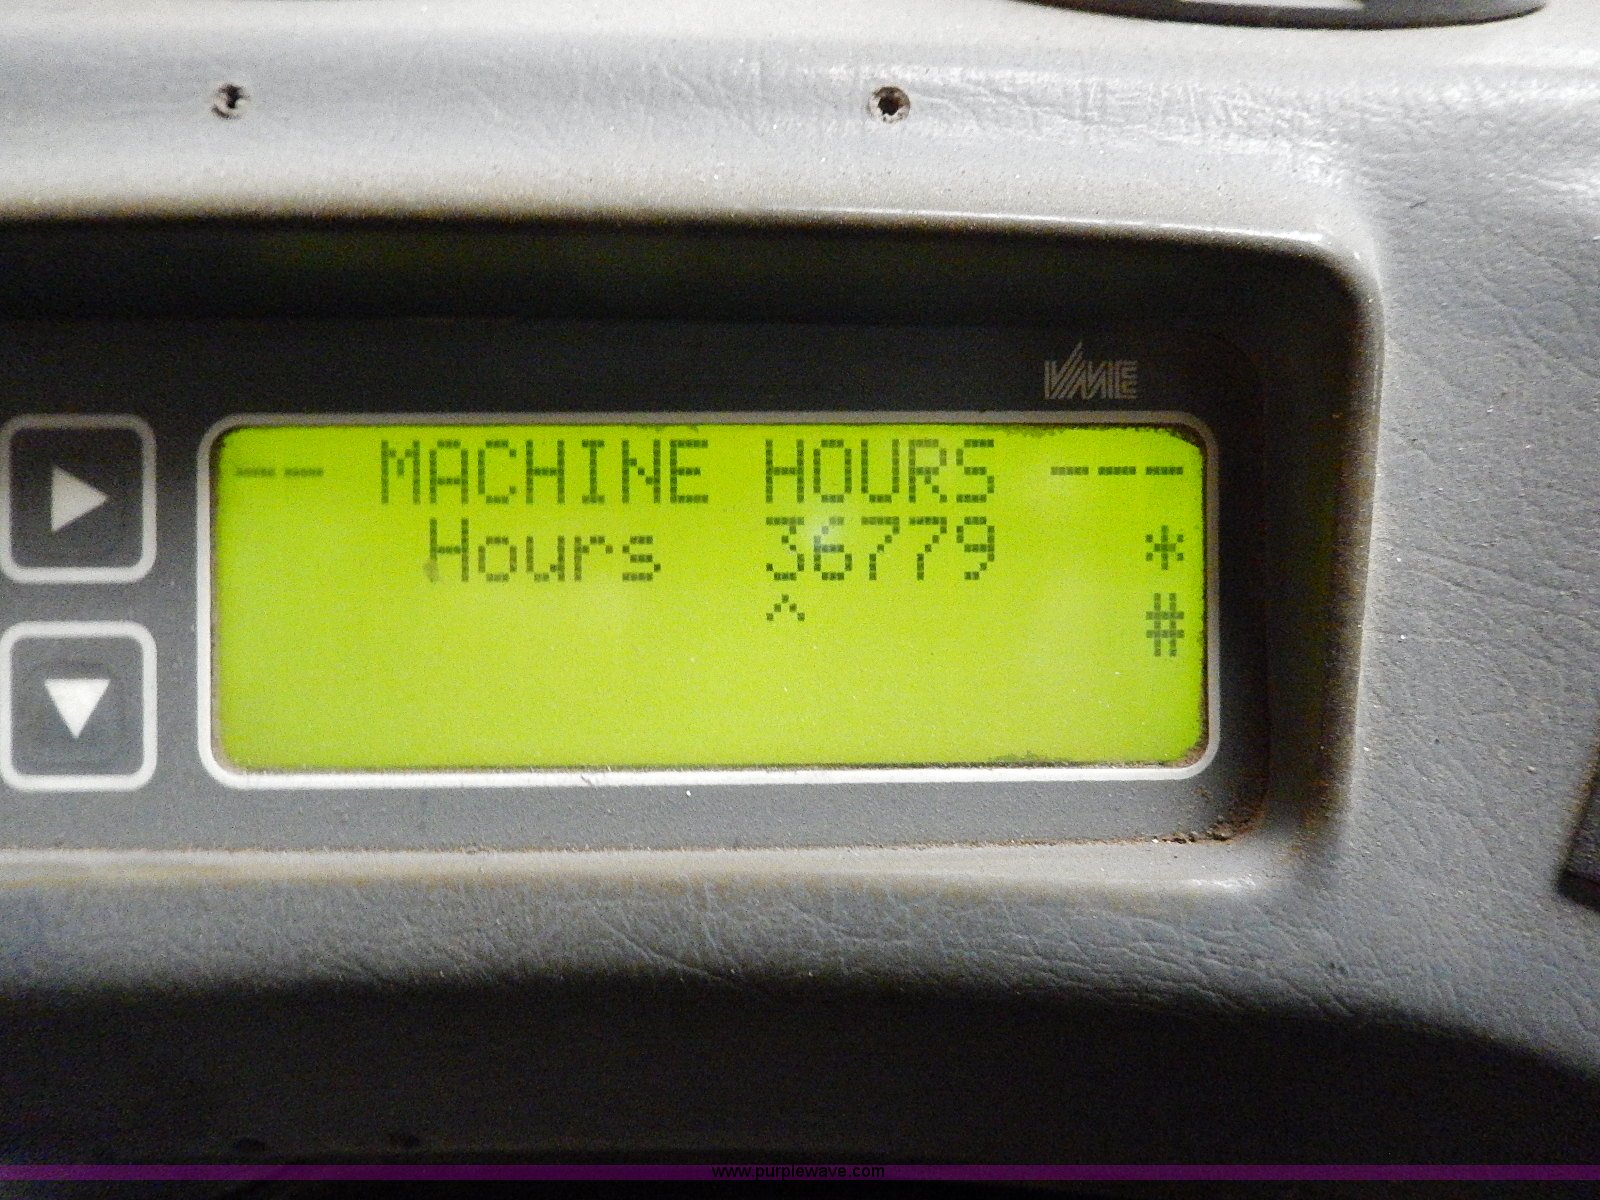 VME
-- MACHINE HOURS ---
Hours 36779 *
^ #
www.purplewave.com